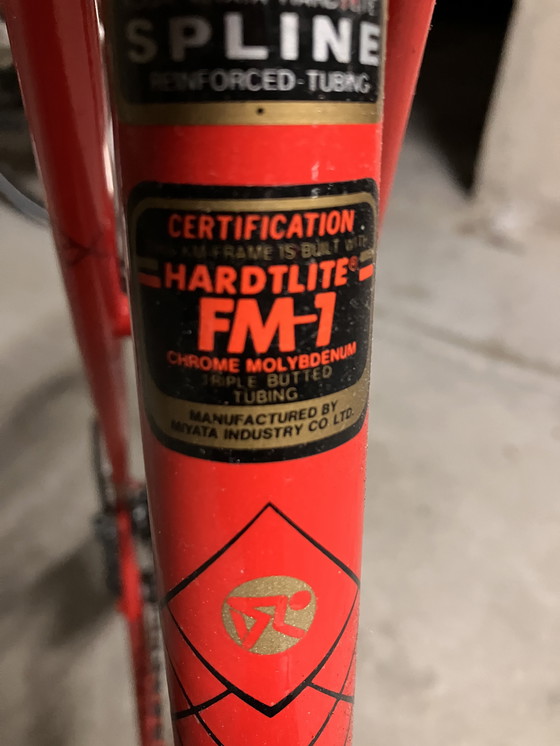 HARDTLITE
SPLINE
REINFORCED-TUBING
CERTIFICATION
FRAME IS BUILT WITH
HARDTLITE®
FM-1
CHROME MOLYBDENUM
TRIPLE BUTTED
TUBING
MANUFACTURED BY
MIYATA INDUSTRY CO LTD.